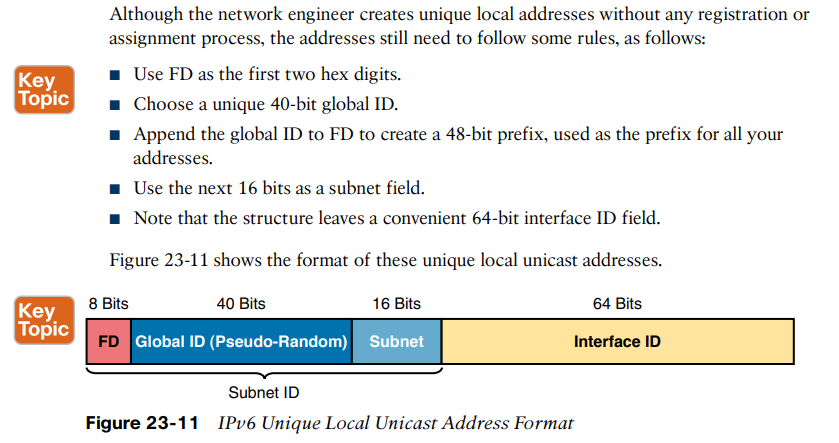 Although the network engineer creates unique local addresses without any registration or
assignment process, the addresses still need to follow some rules, as follows:
Key
Topic
■ Use FD as the first two hex digits.
■ Choose a unique 40-bit global ID.
■ Append the global ID to FD to create a 48-bit prefix, used as the prefix for all your
addresses.
■ Use the next 16 bits as a subnet field.
■ Note that the structure leaves a convenient 64-bit interface ID field.
Figure 23-11 shows the format of these unique local unicast addresses.
Key
Topic
8 Bits 40 Bits 16 Bits 64 Bits
FD Global ID (Pseudo-Random) Subnet Interface ID
Subnet ID
Figure 23-11 IPv6 Unique Local Unicast Address Format